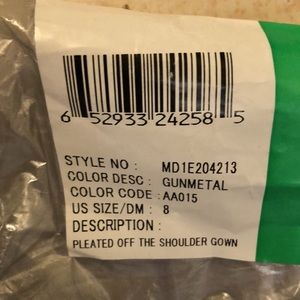 6 52933 24258 5
STYLE NO : MD1E204213
COLOR DESC : GUNMETAL
COLOR CODE : AA015
US SIZE/DM : 8
DESCRIPTION :
PLEATED OFF THE SHOULDER GOWN